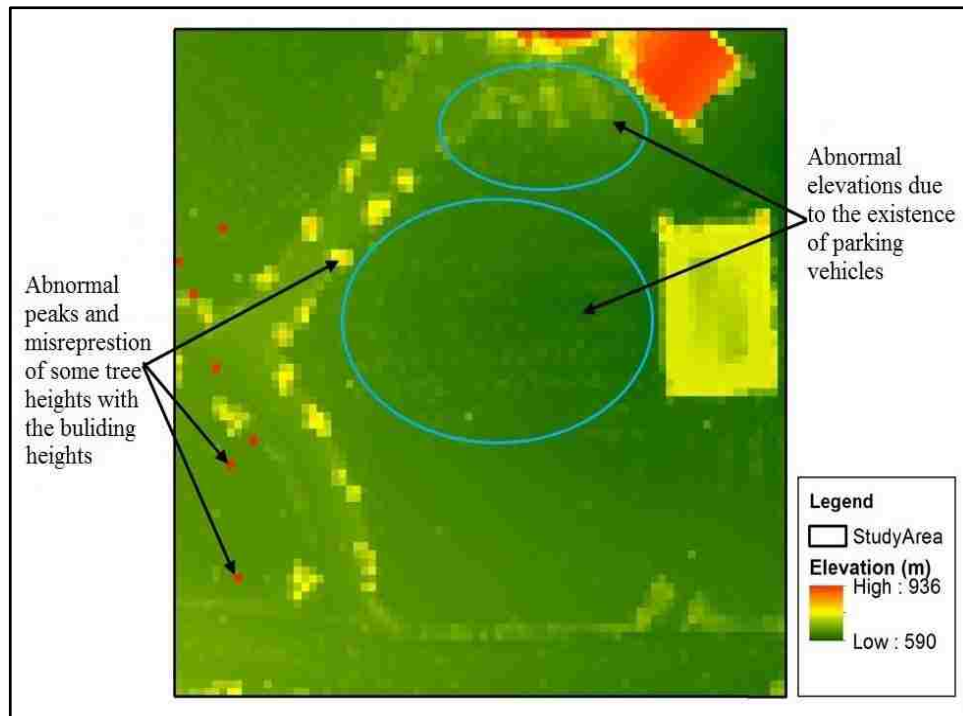 Abnormal
peaks and
misreprestion
of some tree
heights with
the buliding
heights
Abnormal
elevations due
to the existence
of parking
vehicles
Legend
StudyArea
Elevation (m)
High : 936
Low : 590